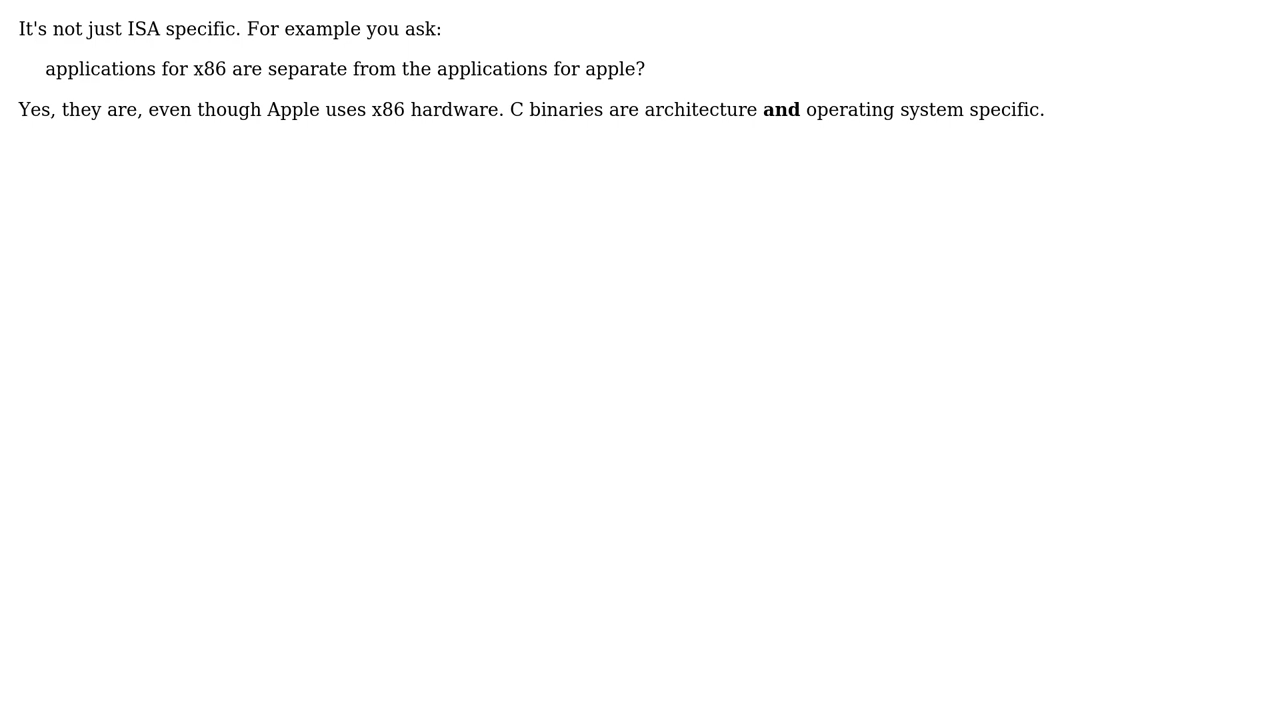 It's not just ISA specific. For example you ask:
applications for x86 are separate from the applications for apple?
Yes, they are, even though Apple uses x86 hardware. C binaries are architecture and operating system specific.